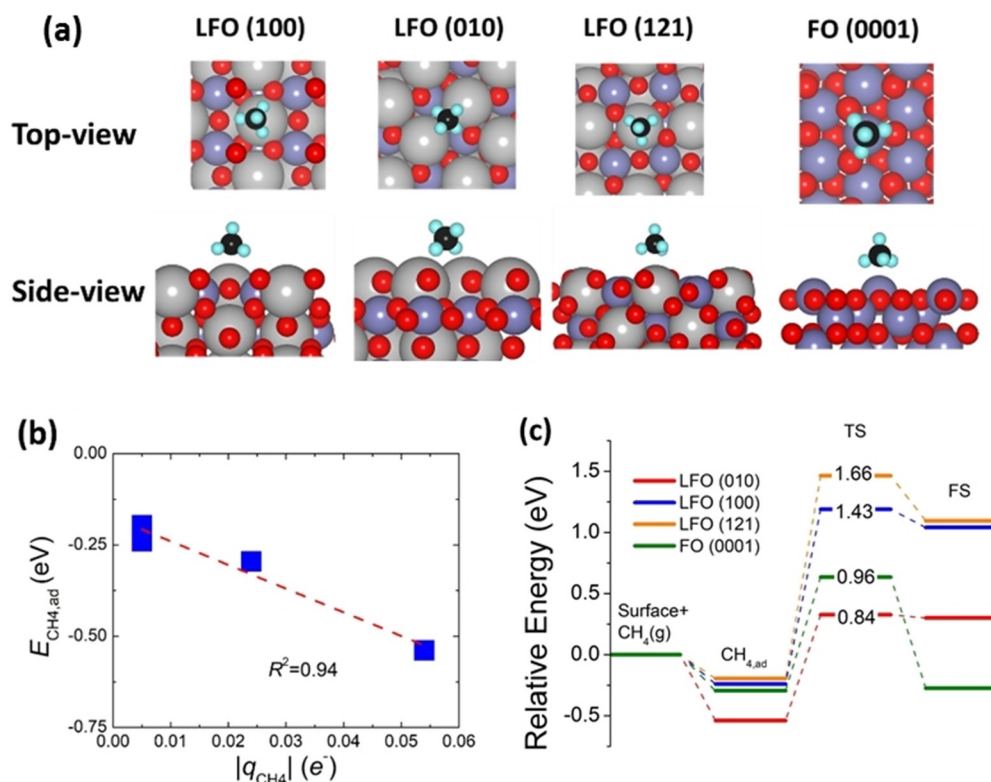 (a)
LFO (100) LFO (010) LFO (121) FO (0001)
Top-view
Side-view
(b)
0.00
-0.25
-0.50
-0.75
E_CH4,ad (eV)
R²=0.94
0.00 0.01 0.02 0.03 0.04 0.05 0.06
|q_CH4| (e⁻)
(c)
1.5
1.0
0.5
0.0
-0.5
Relative Energy (eV)
LFO (010)
LFO (100)
LFO (121)
FO (0001)
Surface+
CH₄(g)
CH₄,ad
TS
1.66
1.43
0.96
0.84
FS